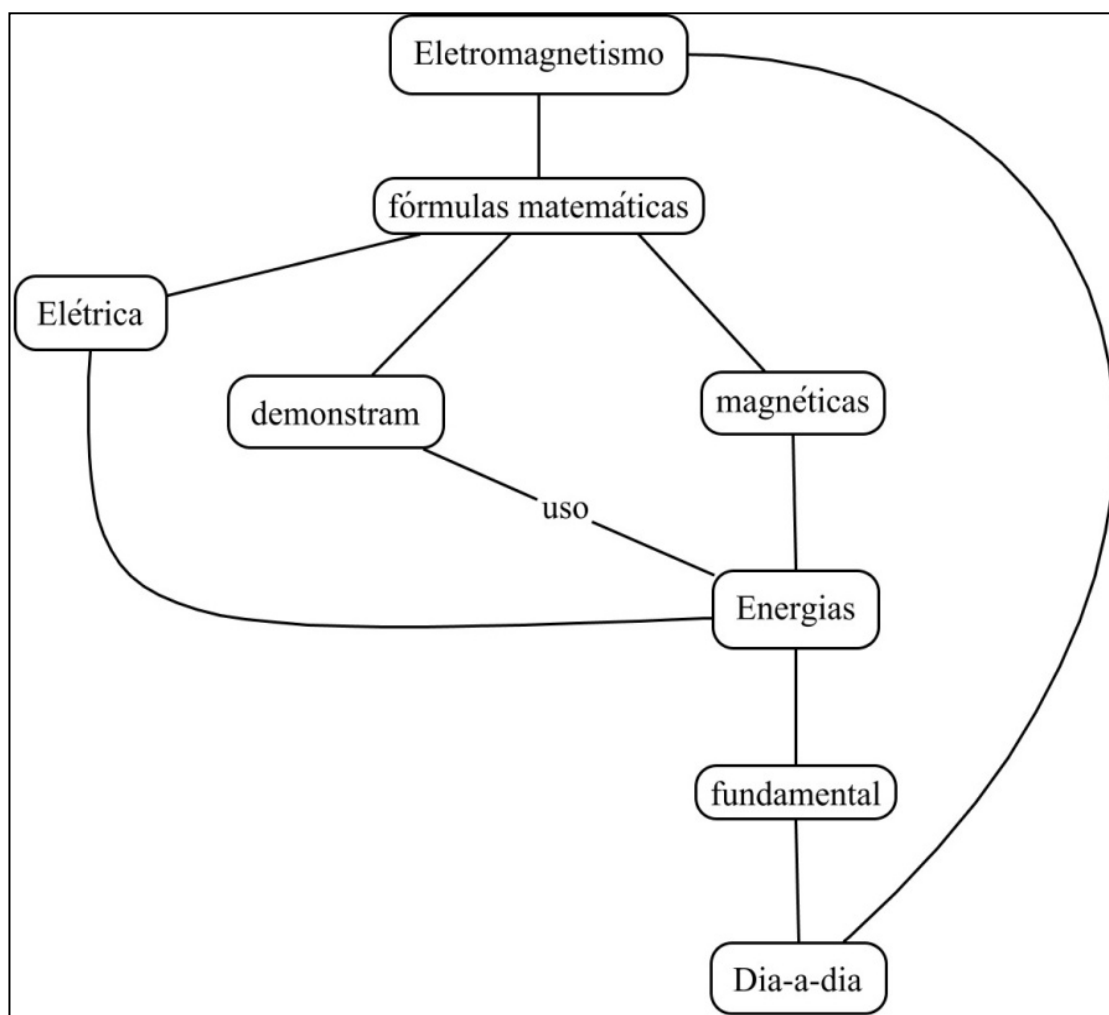 Eletromagnetismo
fórmulas matemáticas
Elétrica
magnéticas
demonstram
uso
Energias
fundamental
Dia-a-dia